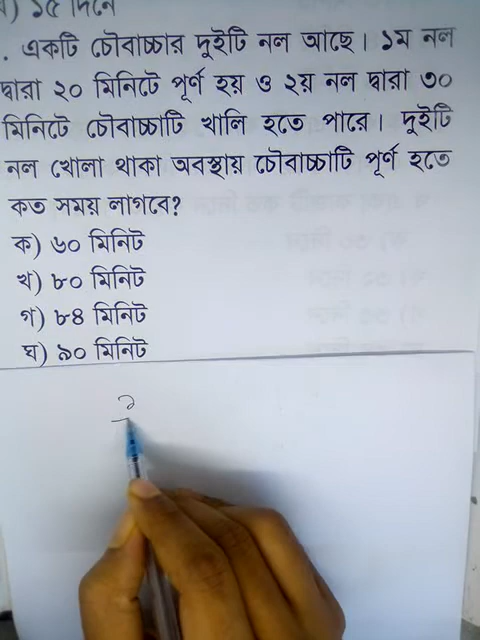 ) ১৫ দিনে
. একটি চৌবাচ্চার দুইটি নল আছে। ১ম নল
দ্বারা ২০ মিনিটে পূর্ণ হয় ও ২য় নল দ্বারা ৩০
মিনিটে চৌবাচ্চাটি খালি হতে পারে। দুইটি
নল খোলা থাকা অবস্থায় চৌবাচ্চাটি পূর্ণ হতে
কত সময় লাগবে?
ক) ৬০ মিনিট
খ) ৮০ মিনিট
গ) ৮৪ মিনিট
ঘ) ৯০ মিনিট